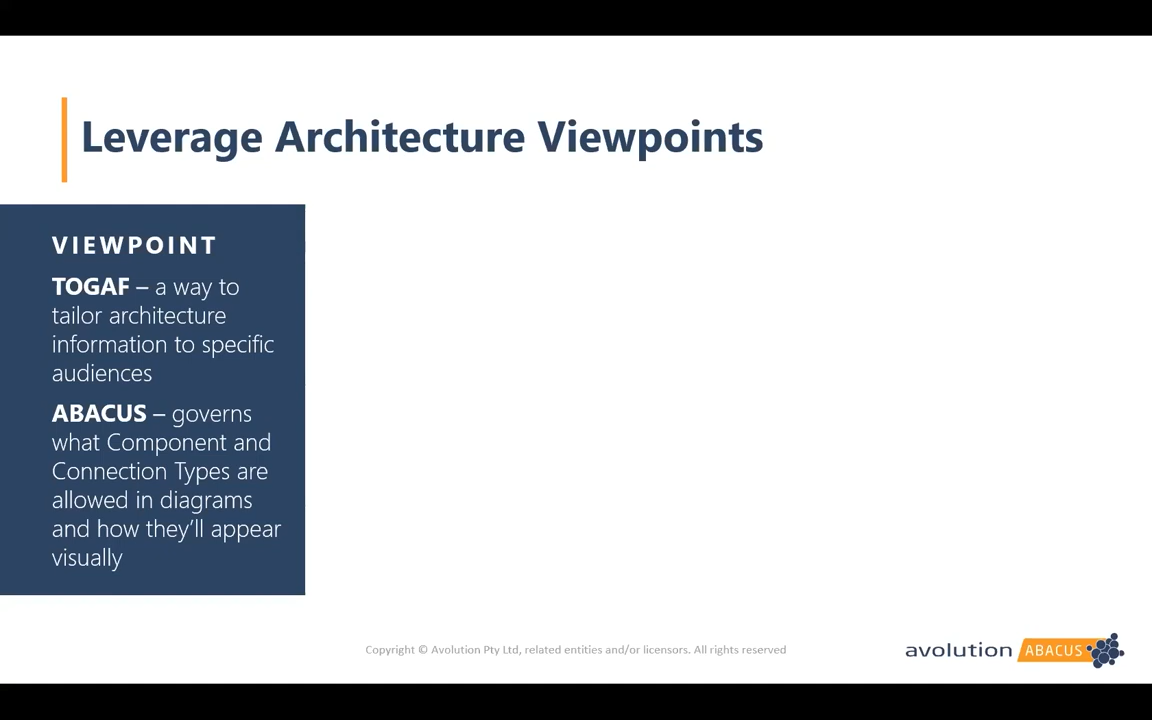 Leverage Architecture Viewpoints
VIEWPOINT
TOGAF – a way to
tailor architecture
information to specific
audiences
ABACUS – governs
what Component and
Connection Types are
allowed in diagrams
and how they’ll appear
visually
Copyright © Avolution Pty Ltd, related entities and/or licensors. All rights reserved
avolution ABACUS